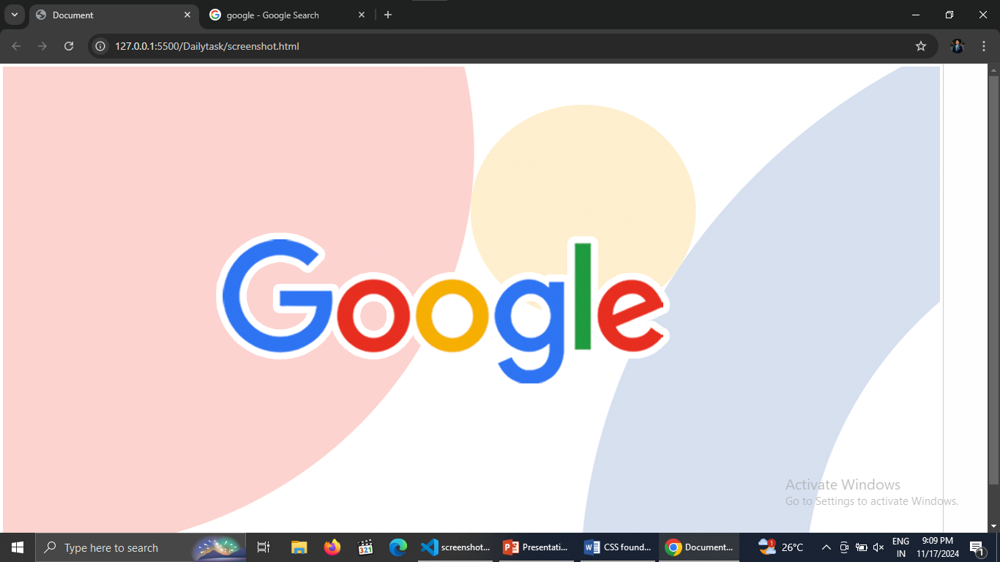 Document
google - Google Search
127.0.0.1:5500/Dailytask/screenshot.html
Google
Activate Windows
Go to Settings to activate Windows.
Type here to search
321
screenshot...
Presentati...
CSS found...
Document...
1
26°C
ENG
IN
9:09 PM
11/17/2024
1